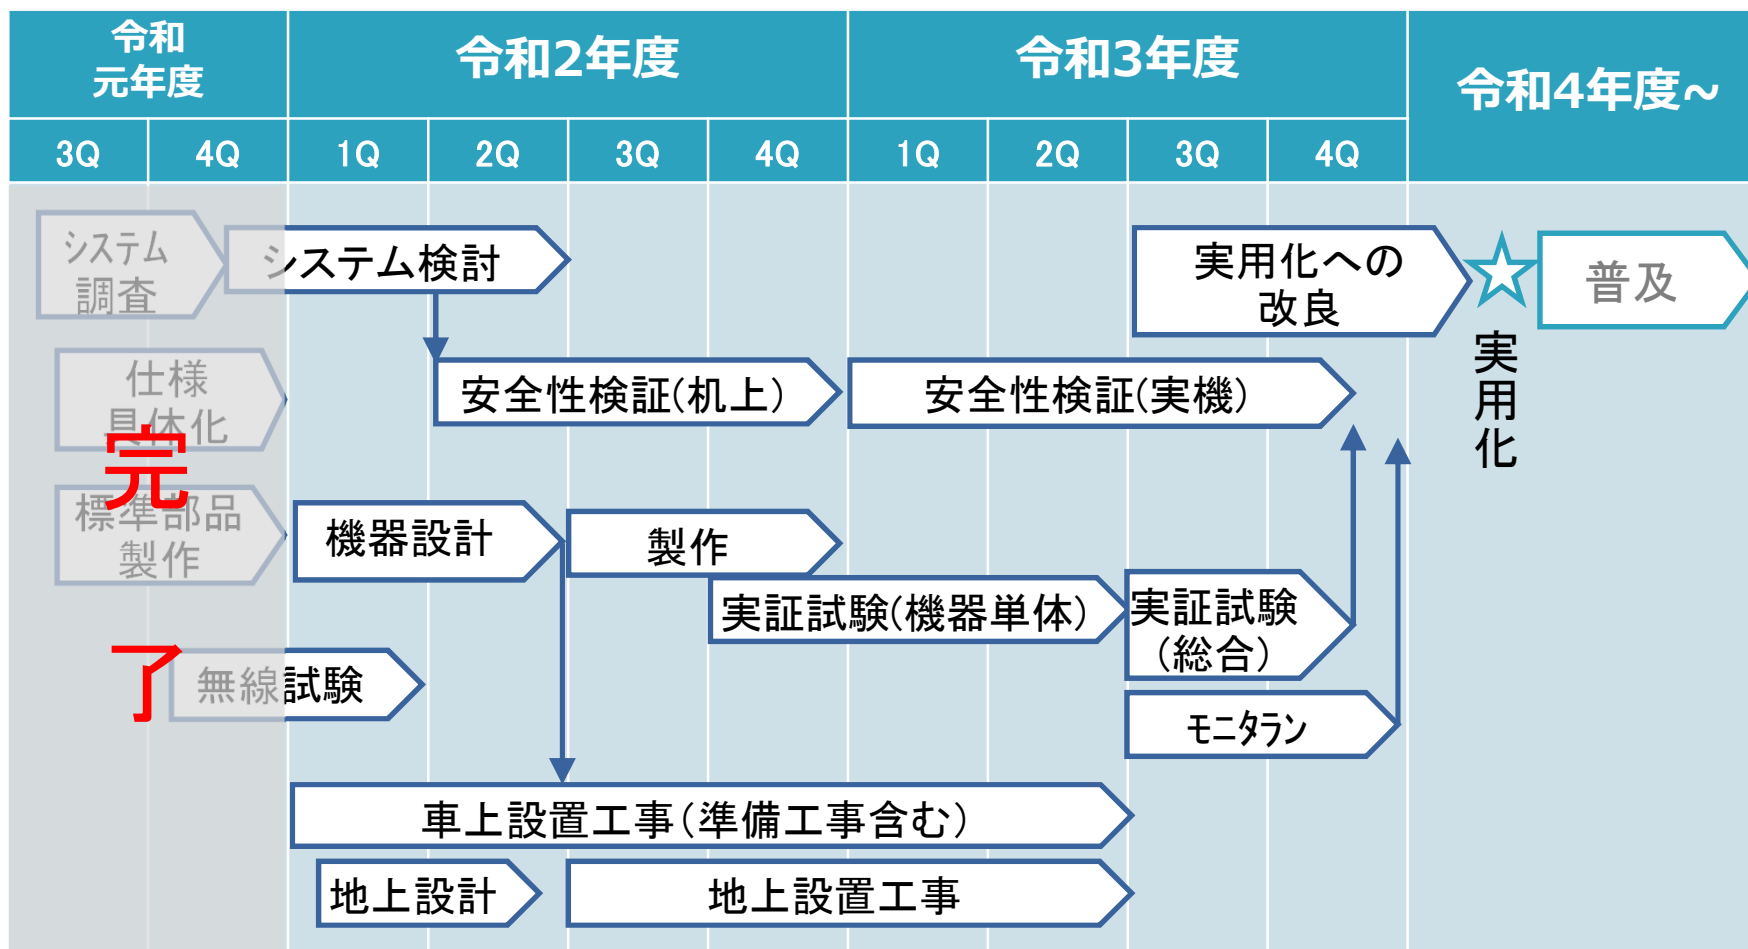 令和
元年度
令和2年度
令和3年度
令和4年度~
3Q
4Q
1Q
2Q
3Q
4Q
1Q
2Q
3Q
4Q
システム
調査
システム検討
実用化への
改良
普及
実用化
仕様
具体化
安全性検証(机上)
安全性検証(実機)
完了
標準部品
製作
機器設計
製作
実証試験(機器単体)
実証試験
(総合)
無線試験
モニタラン
車上設置工事(準備工事含む)
地上設計
地上設置工事